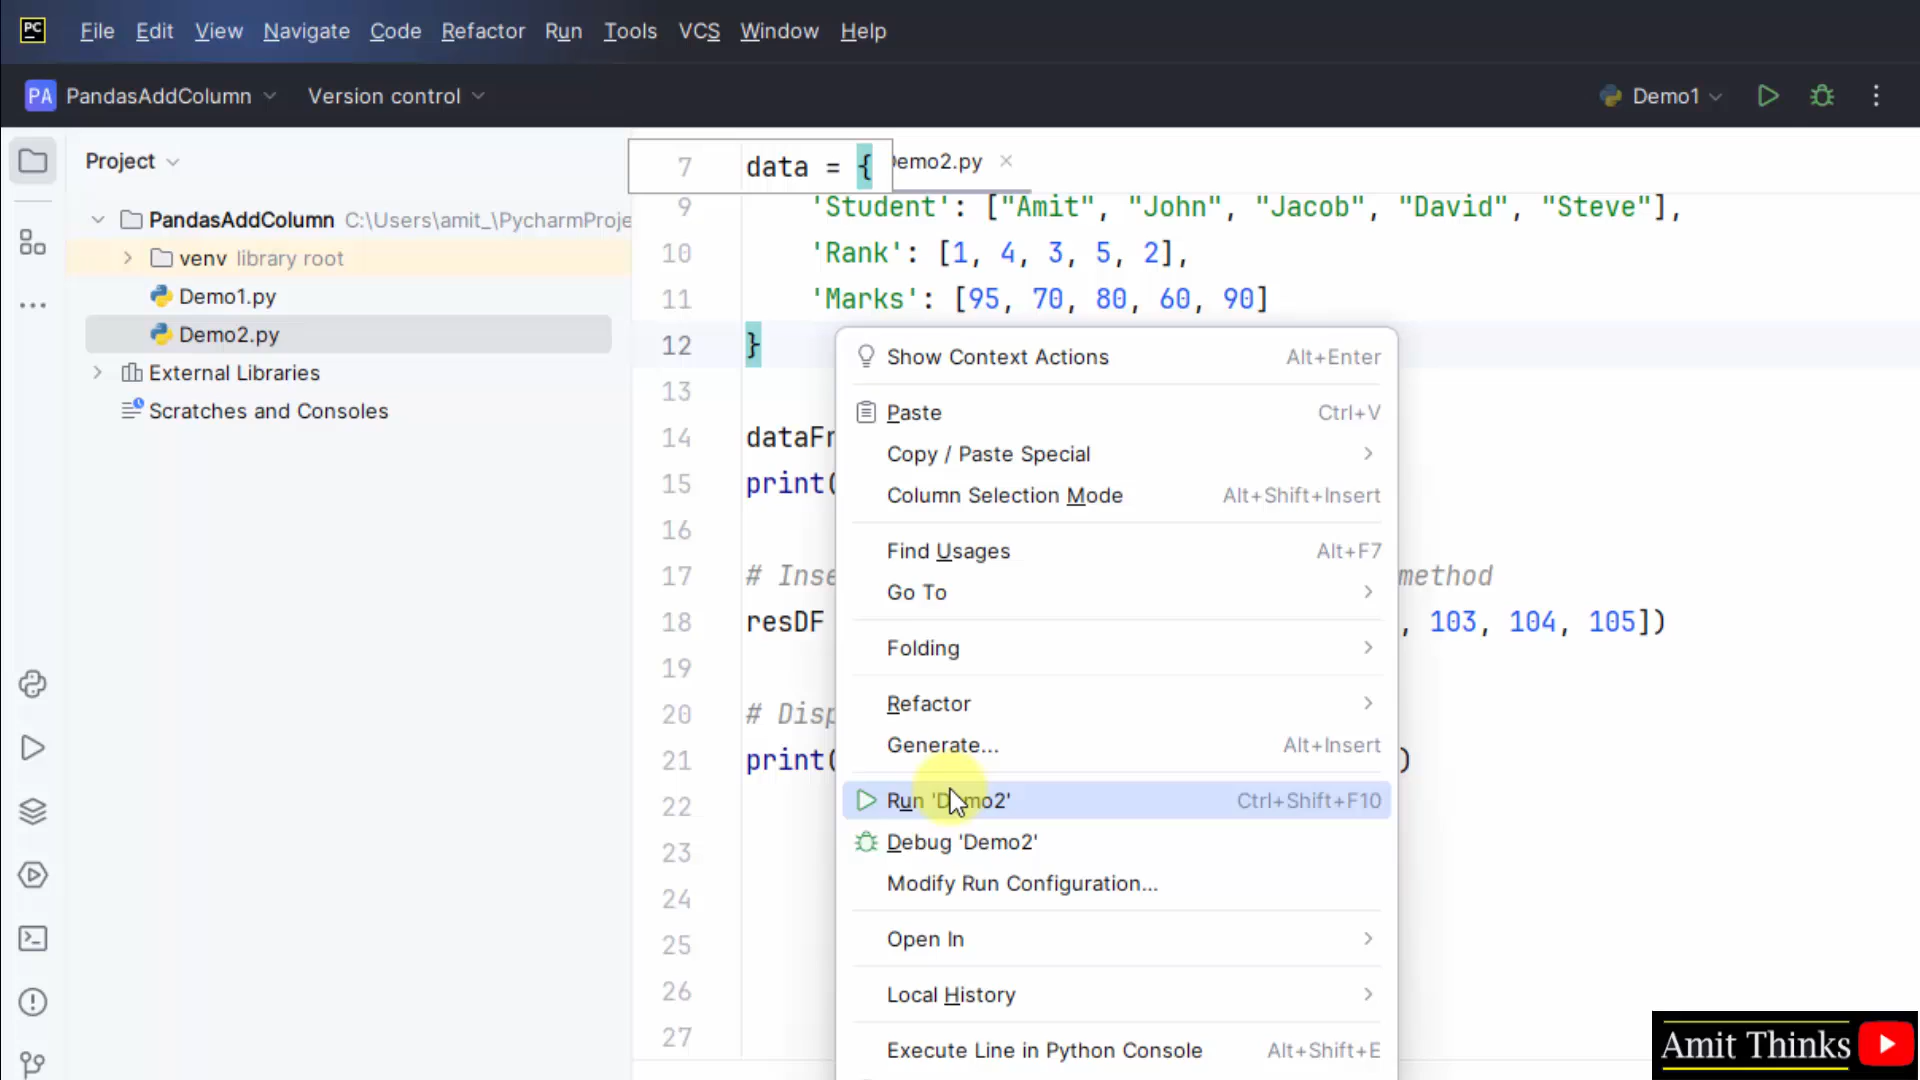 PC File Edit View Navigate Code Refactor Run Tools VCS Window Help
PA PandasAddColumn Version control Demo1
Project
7 data = { emo2.py
PandasAddColumn C:\Users\amit_\PycharmProje
venv library root
Demo1.py
Demo2.py
External Libraries
Scratches and Consoles
9 'Student': ["Amit", "John", "Jacob", "David", "Steve"],
10 'Rank': [1, 4, 3, 5, 2],
11 'Marks': [95, 70, 80, 60, 90]
12 }
13
14 dataFr
15 print(
16
17 # Inse method
18 resDF , 103, 104, 105])
19
20 # Disp
21 print( )
22
23
24
25
26
27
Show Context Actions Alt+Enter
Paste Ctrl+V
Copy / Paste Special
Column Selection Mode Alt+Shift+Insert
Find Usages Alt+F7
Go To
Folding
Refactor
Generate... Alt+Insert
Run 'Demo2' Ctrl+Shift+F10
Debug 'Demo2'
Modify Run Configuration...
Open In
Local History
Execute Line in Python Console Alt+Shift+E
Amit Thinks